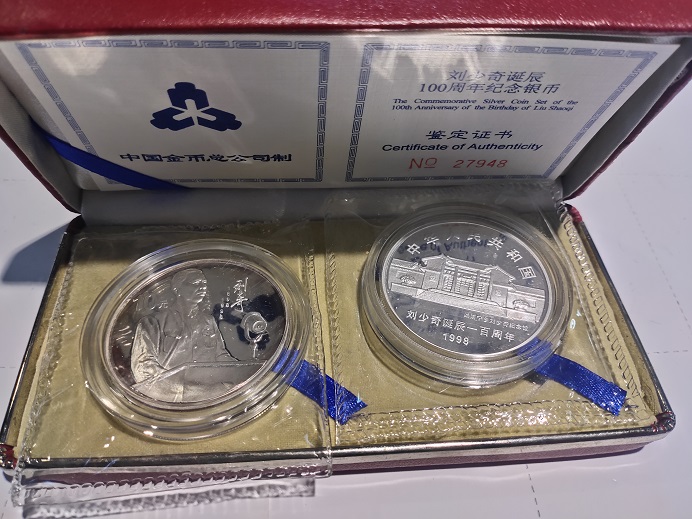 中国金币总公司制
刘少奇诞辰
100周年纪念银币
The Commemorative Silver Coin Set of the
100th Anniversary of the Birthday of Liu Shaoqi
鉴定证书
Certificate of Authenticity
No 27948
中华人民共和国
刘少奇诞辰一百周年
1998